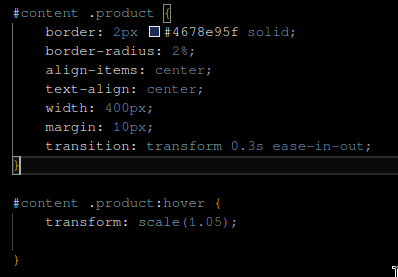 #content .product {
    border: 2px #4678e95f solid;
    border-radius: 2%;
    align-items: center;
    text-align: center;
    width: 400px;
    margin: 10px;
    transition: transform 0.3s ease-in-out;
}
#content .product:hover {
    transform: scale(1.05);
}